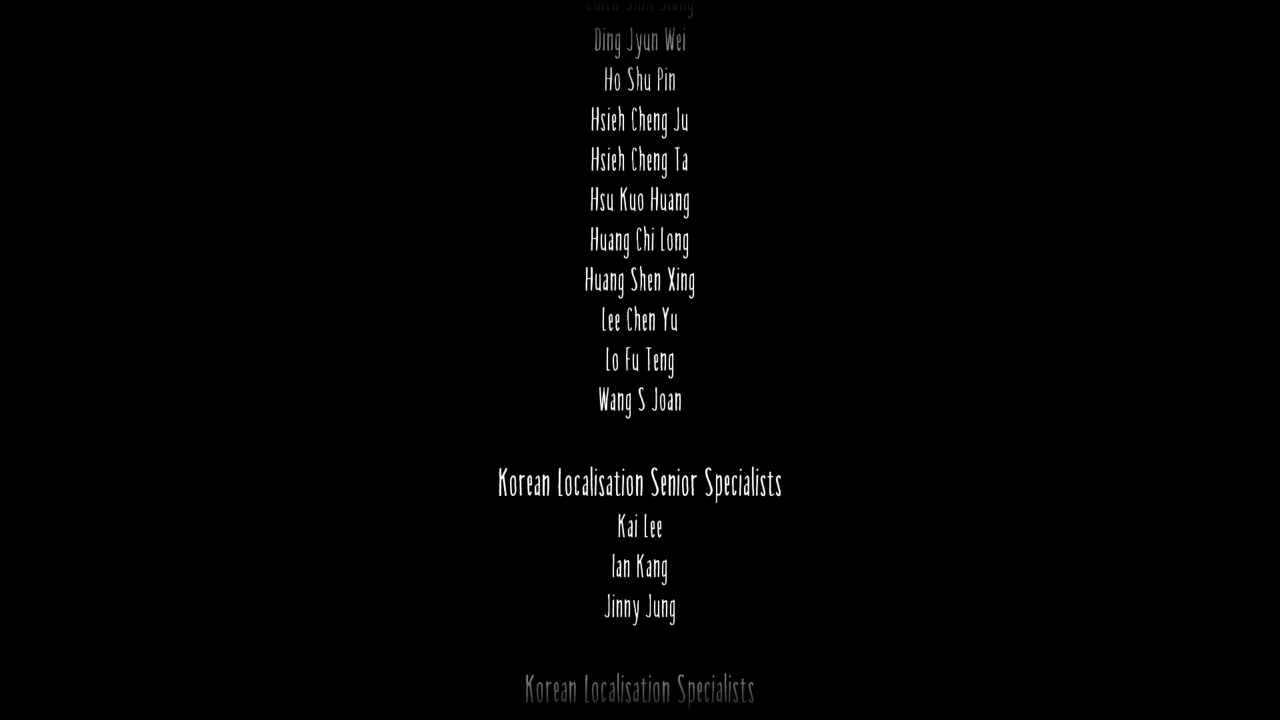 Ding Jyun Wei
Ho Shu Pin
Hsieh Cheng Ju
Hsieh Cheng Ta
Hsu Kuo Huang
Huang Chi Long
Huang Shen Xing
Lee Chen Yu
Lo Fu Teng
Wang S Joan
Korean Localisation Senior Specialists
Kai Lee
Ian Kang
Jinny Jung
Korean Localisation Specialists